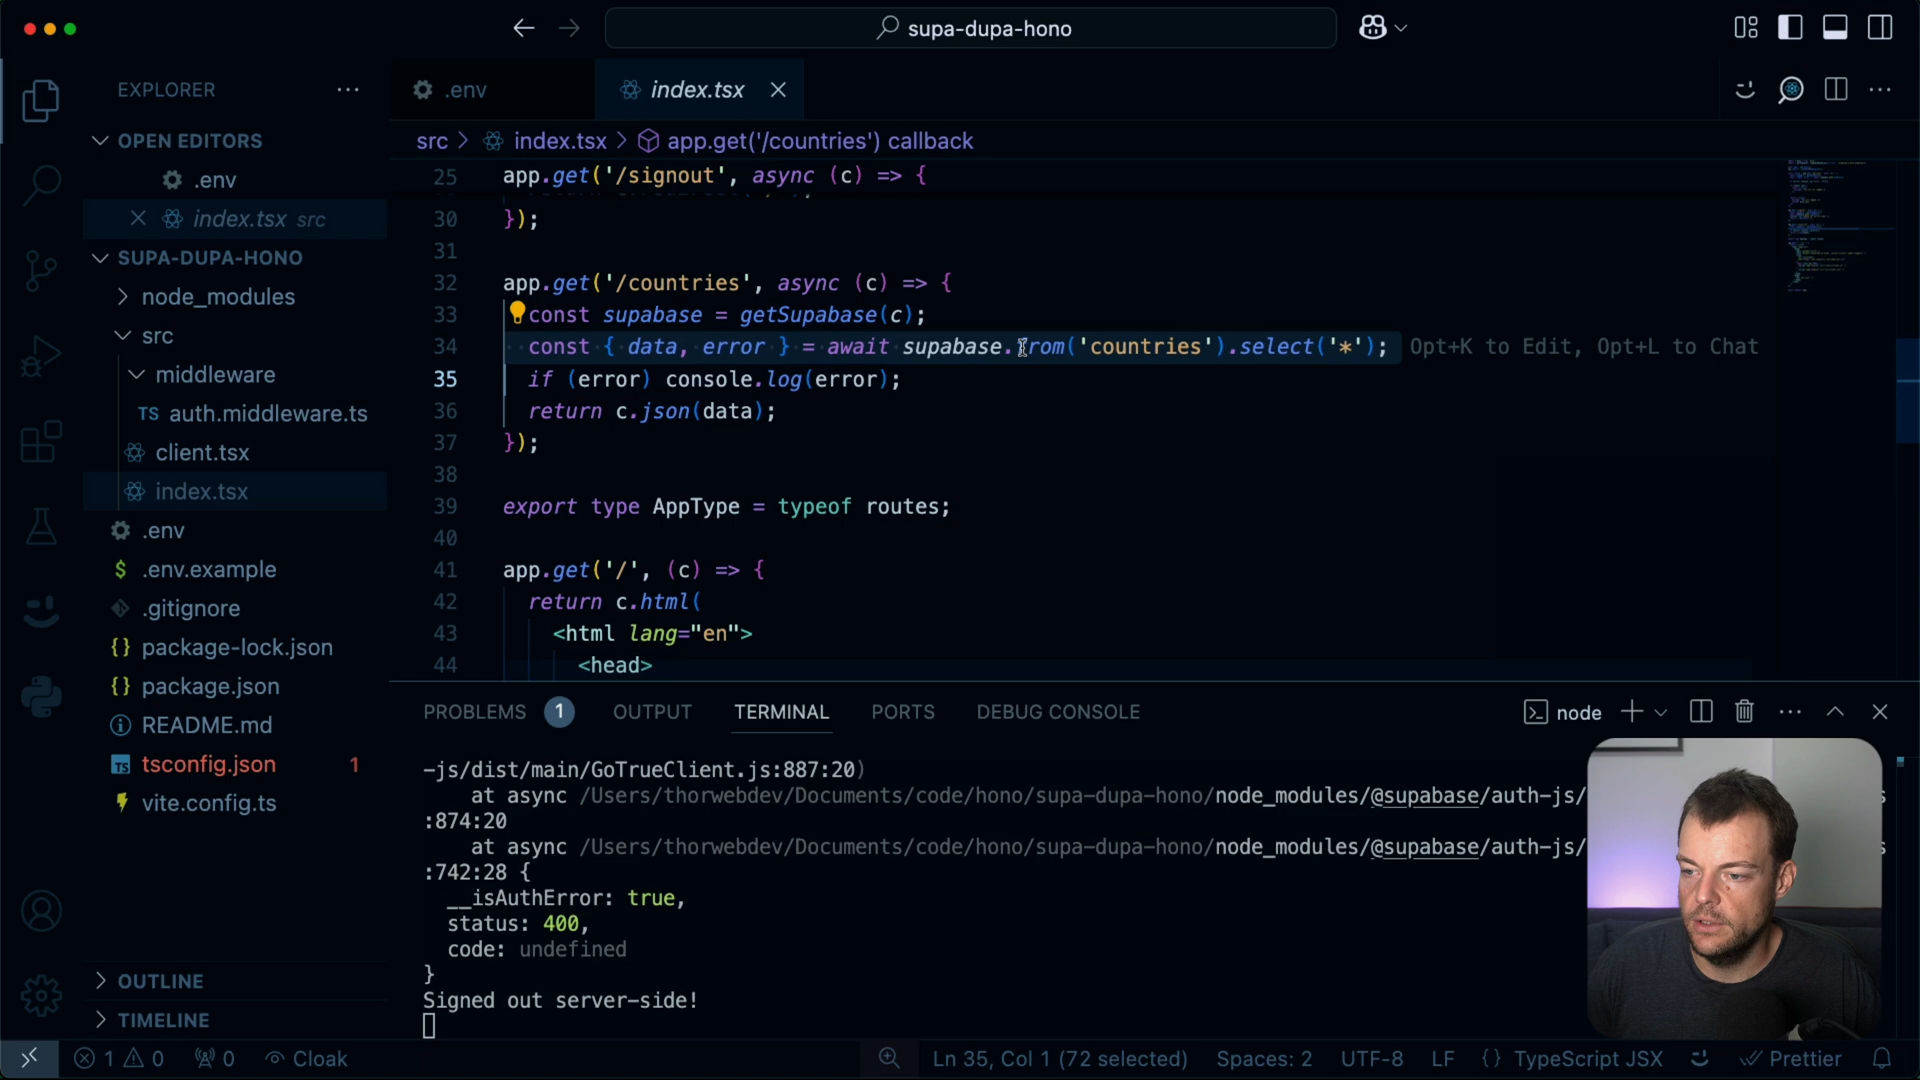 supa-dupa-hono
EXPLORER
.env
index.tsx
OPEN EDITORS
.env
index.tsx src
SUPA-DUPA-HONO
node_modules
src
middleware
TS auth.middleware.ts
client.tsx
index.tsx
.env
$ .env.example
.gitignore
{} package-lock.json
{} package.json
README.md
TS tsconfig.json 1
vite.config.ts
OUTLINE
TIMELINE
src > index.tsx > app.get('/countries') callback
25 app.get('/signout', async (c) => {
30 });
31
32 app.get('/countries', async (c) => {
33 const supabase = getSupabase(c);
34 const { data, error } = await supabase.from('countries').select('*'); Opt+K to Edit, Opt+L to Chat
35 if (error) console.log(error);
36 return c.json(data);
37 });
38
39 export type AppType = typeof routes;
40
41 app.get('/', (c) => {
42 return c.html(
43 <html lang="en">
44 <head>
PROBLEMS 1 OUTPUT TERMINAL PORTS DEBUG CONSOLE
node
-js/dist/main/GoTrueClient.js:887:20)
at async /Users/thorwebdev/Documents/code/hono/supa-dupa-hono/node_modules/@supabase/auth-js/
s
:874:20
at async /Users/thorwebdev/Documents/code/hono/supa-dupa-hono/node_modules/@supabase/auth-js/
s
:742:28 {
__isAuthError: true,
status: 400,
code: undefined
}
Signed out server-side!
1 0 0 Cloak
Ln 35, Col 1 (72 selected) Spaces: 2 UTF-8 LF {} TypeScript JSX Prettier